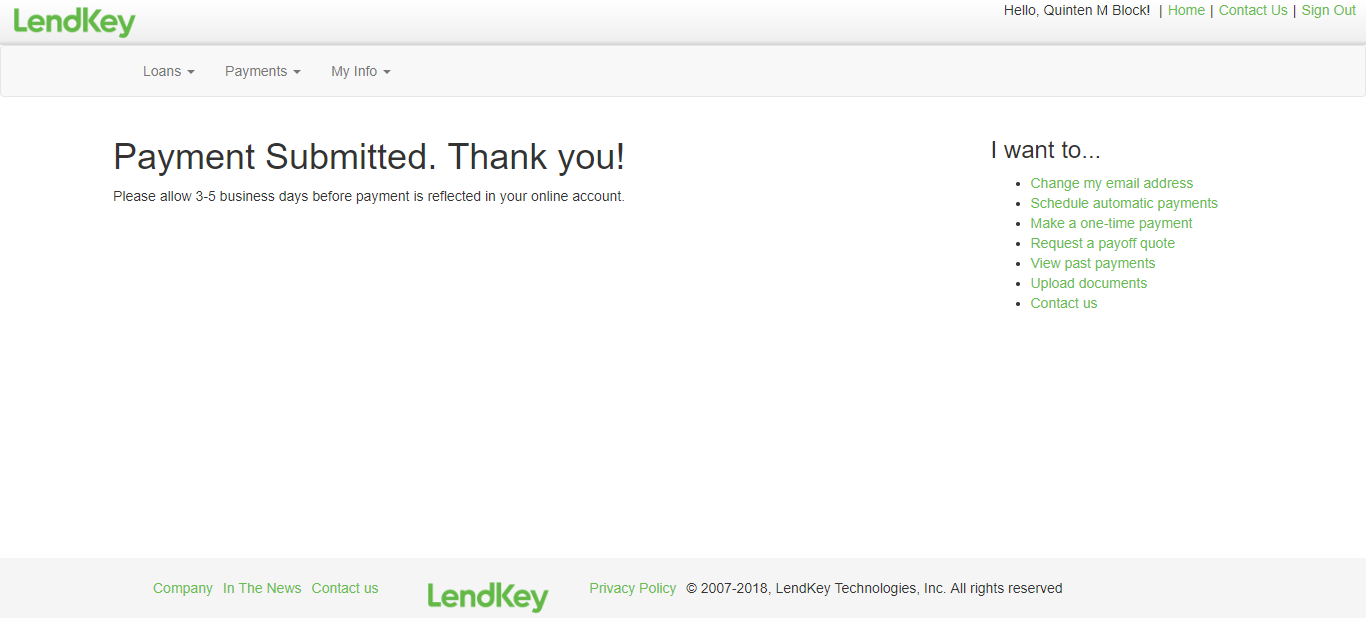 LendKey
Hello, Quinten M Block! | Home | Contact Us | Sign Out
Loans Payments My Info
Payment Submitted. Thank you!
Please allow 3-5 business days before payment is reflected in your online account.
I want to...
Change my email address
Schedule automatic payments
Make a one-time payment
Request a payoff quote
View past payments
Upload documents
Contact us
Company In The News Contact us LendKey Privacy Policy © 2007-2018, LendKey Technologies, Inc. All rights reserved